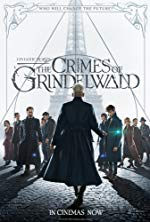 WHO WILL CHANGE THE FUTURE?
FANTASTIC BEASTS
THE CRIMES OF
GRINDELWALD
IN CINEMAS NOW